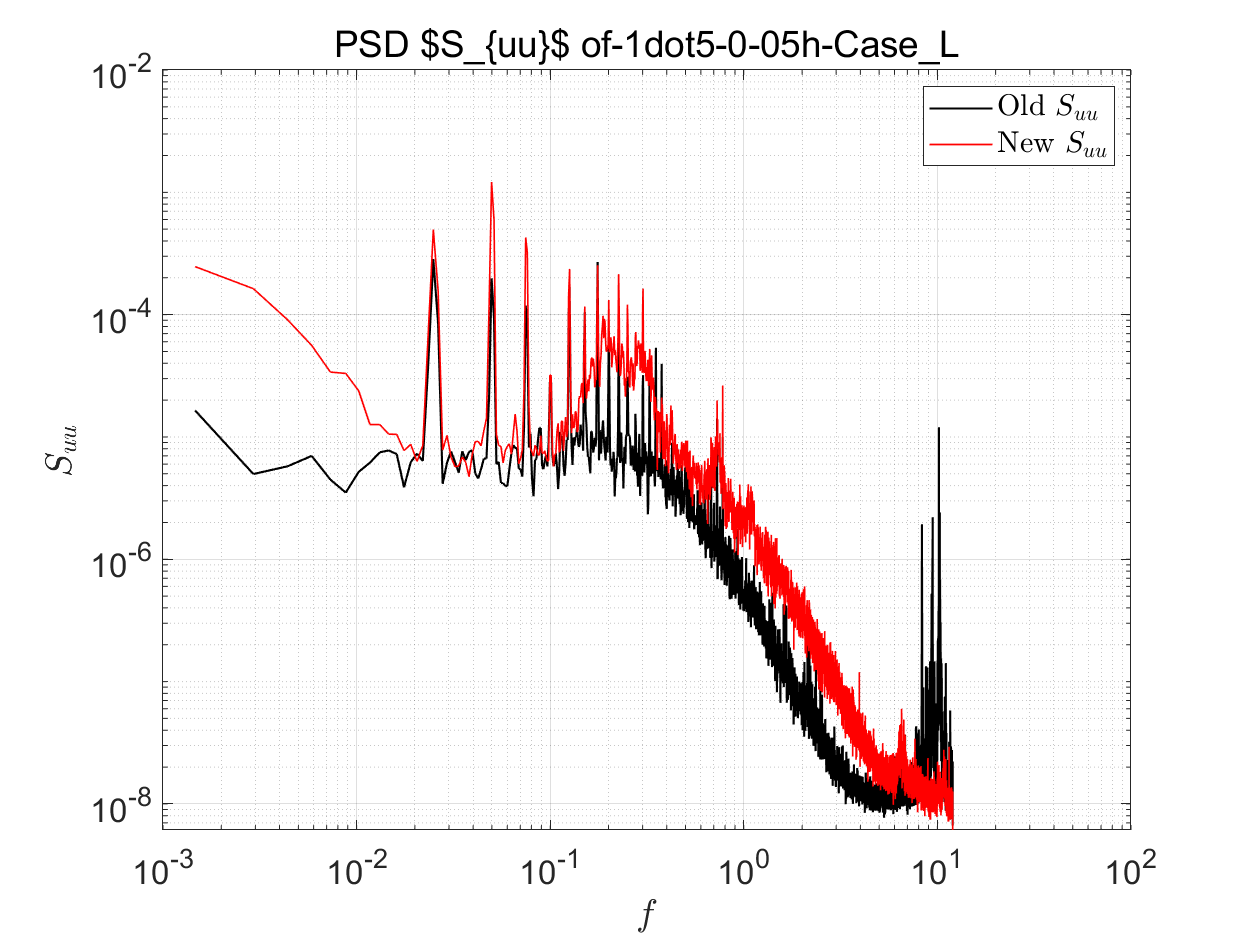 PSD $S_{uu}$ of-1dot5-0-05h-Case_L
10^-2
Old S_uu
New S_uu
10^-4
S_uu
10^-6
10^-8
10^-3 10^-2 10^-1 10^0 10^1 10^2
f